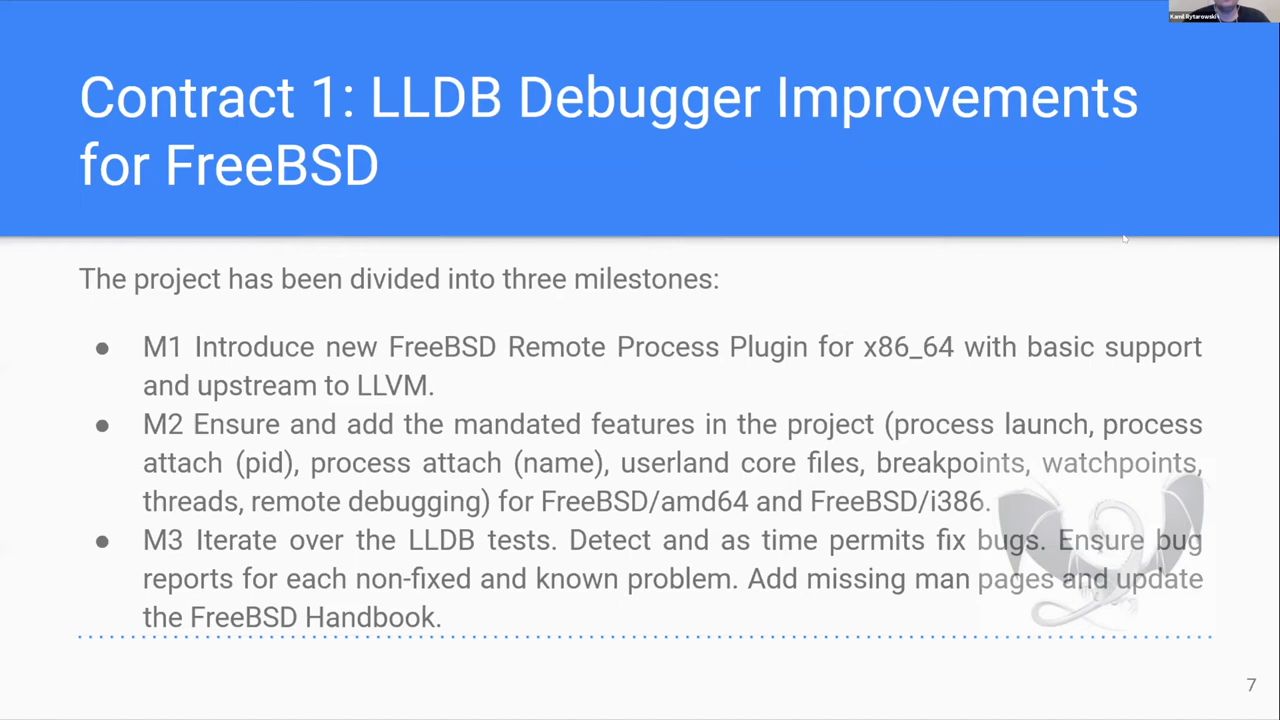 Kamil Rytarowski
Contract 1: LLDB Debugger Improvements
for FreeBSD
The project has been divided into three milestones:
● M1 Introduce new FreeBSD Remote Process Plugin for x86_64 with basic support
and upstream to LLVM.
● M2 Ensure and add the mandated features in the project (process launch, process
attach (pid), process attach (name), userland core files, breakpoints, watchpoints,
threads, remote debugging) for FreeBSD/amd64 and FreeBSD/i386.
● M3 Iterate over the LLDB tests. Detect and as time permits fix bugs. Ensure bug
reports for each non-fixed and known problem. Add missing man pages and update
the FreeBSD Handbook.
7